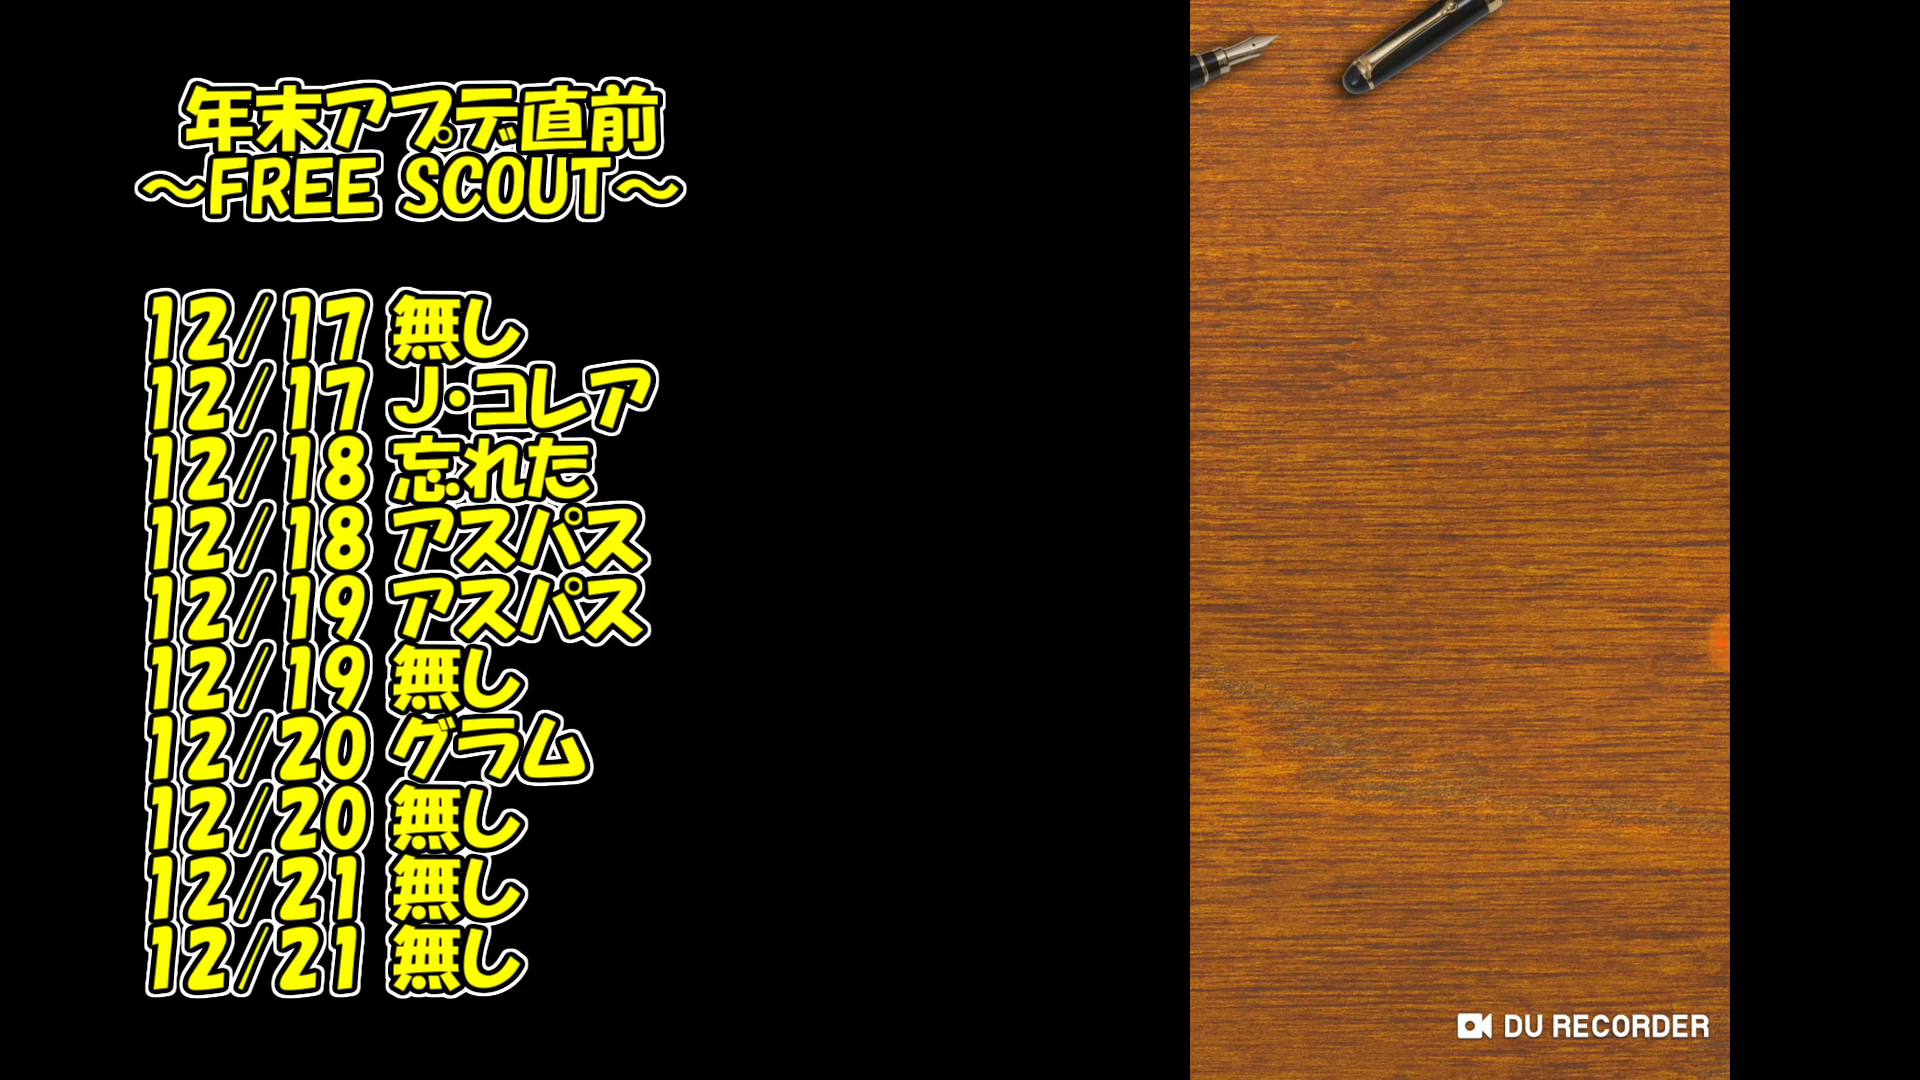 年末アプデ直前
～FREE SCOUT～
12/17 無し
12/17 J・コレア
12/18 忘れた
12/18 アスパス
12/19 アスパス
12/19 無し
12/20 グラム
12/20 無し
12/21 無し
12/21 無し
DU RECORDER